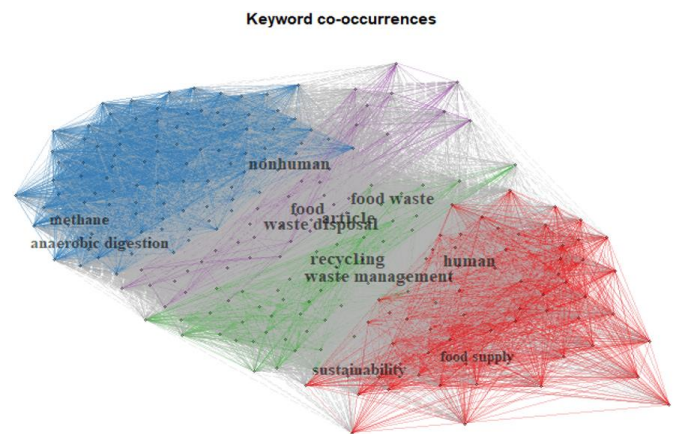 Keyword co-occurrences
nonhuman
food waste
food
article
waste disposal
methane
anaerobic digestion
recycling
human
waste management
food supply
sustainability